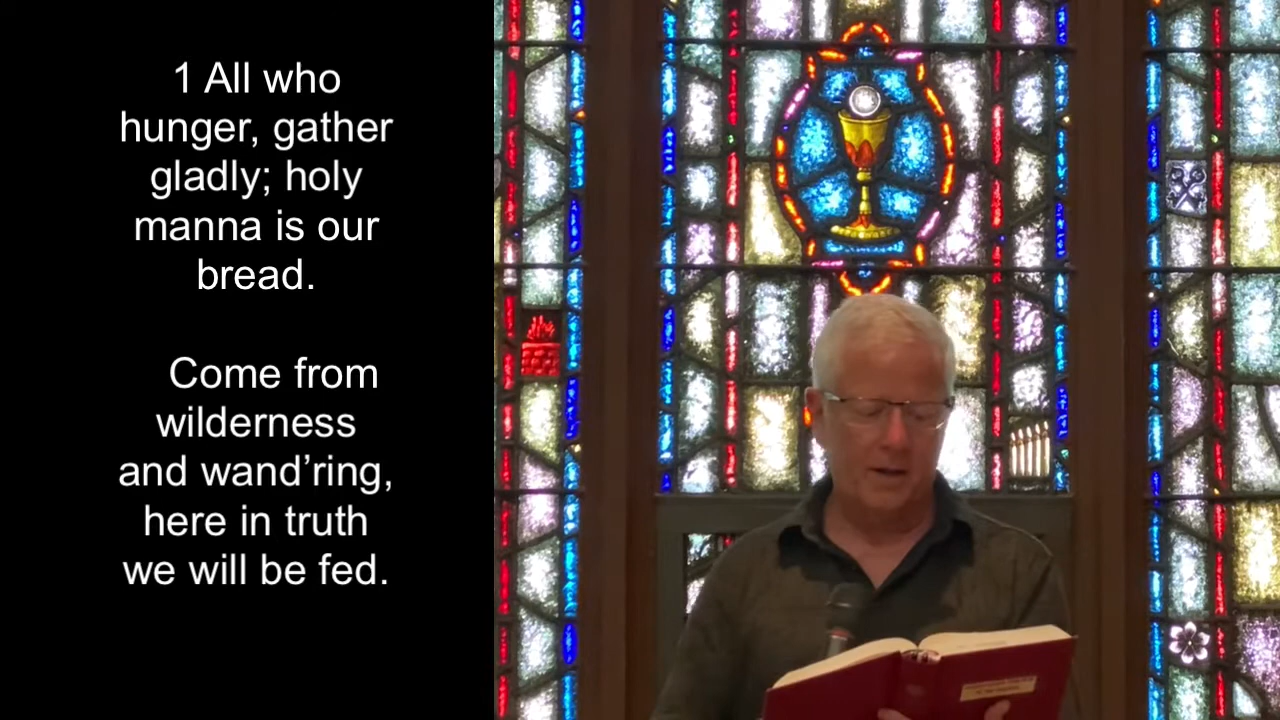 1 All who
hunger, gather
gladly; holy
manna is our
bread.
Come from
wilderness
and wand’ring,
here in truth
we will be fed.